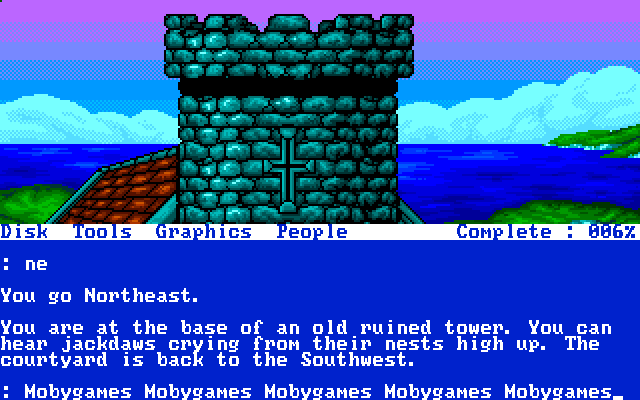 Disk Tools Graphics People Complete : 006%
: ne
You go Northeast.
You are at the base of an old ruined tower. You can
hear jackdaws crying from their nests high up. The
courtyard is back to the Southwest.
: Mobygames Mobygames Mobygames Mobygames Mobygames_